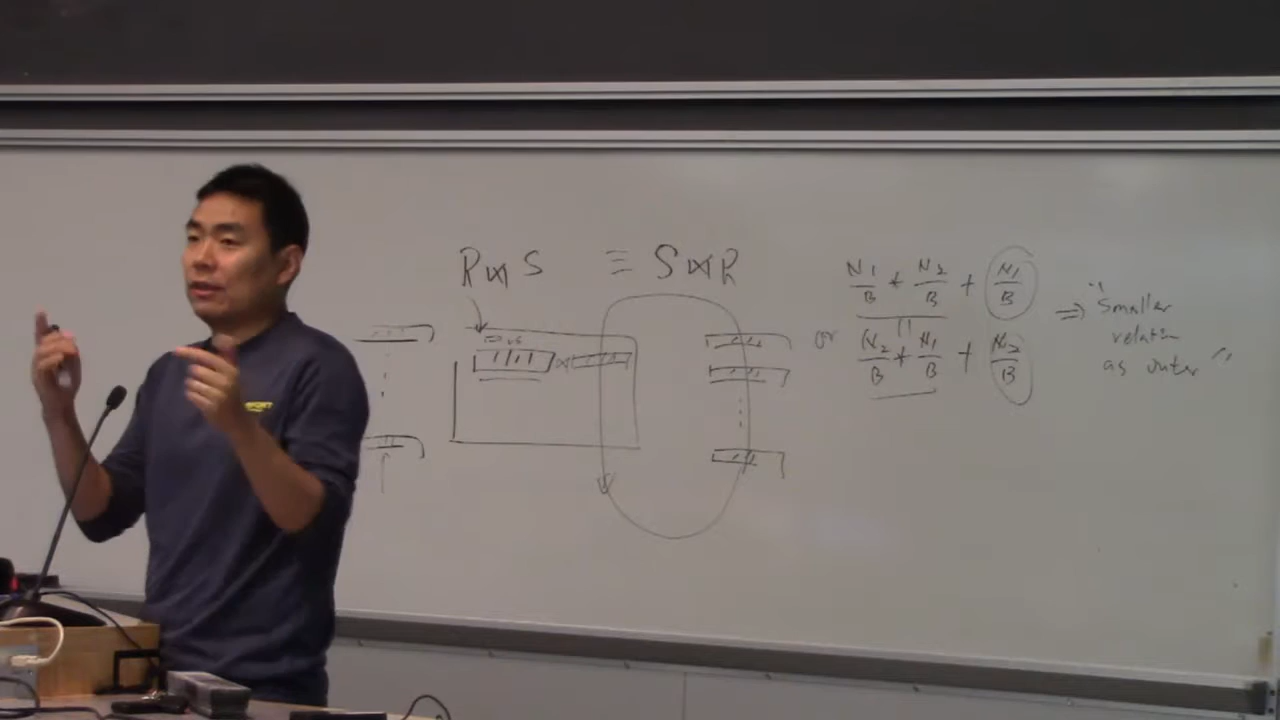 R⋈S ≡ S⋈R
N₁/B * N₂/B + N₁/B
or
N₂/B * N₁/B + N₂/B
⇒ "Smaller
relation
as outer"